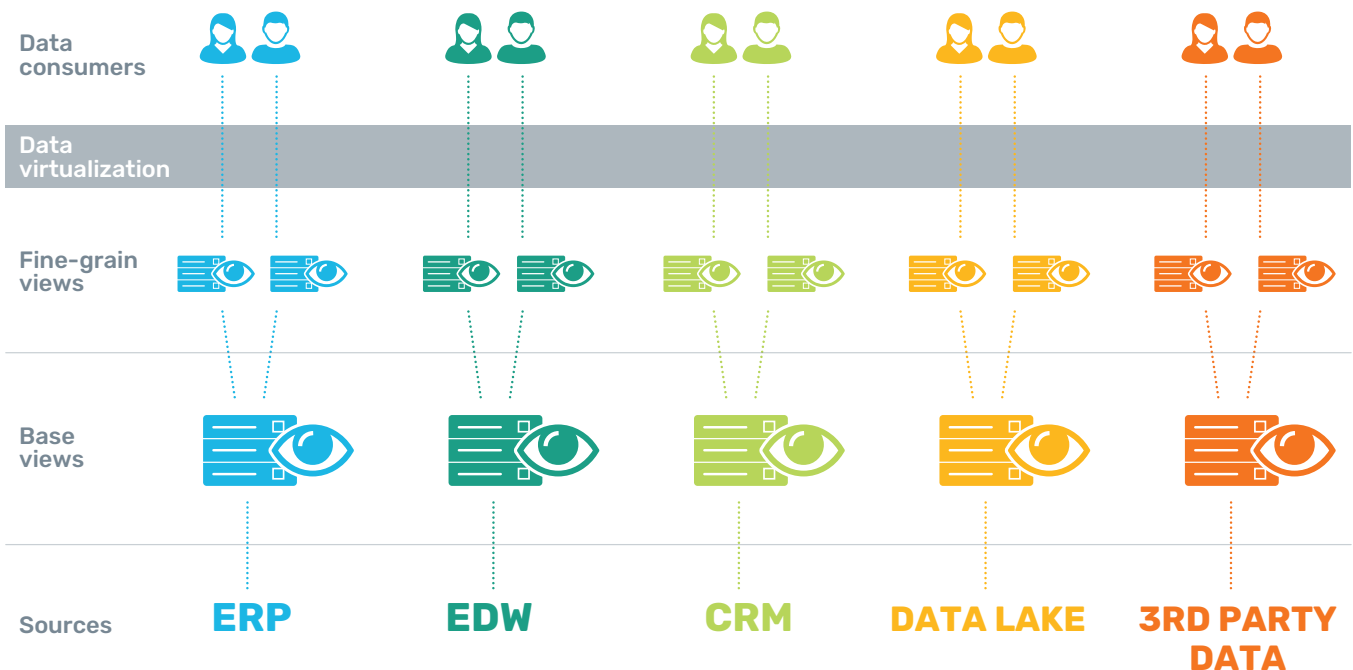 Data
consumers
Data
virtualization
Fine-grain
views
Base
views
Sources
ERP
EDW
CRM
DATA LAKE
3RD PARTY
DATA